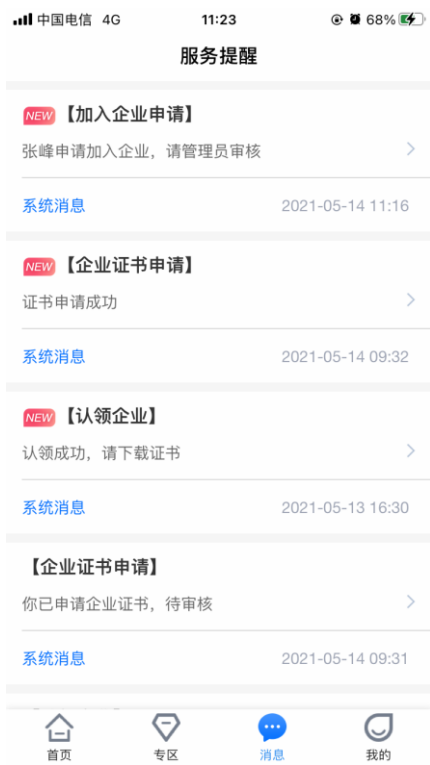 中国电信 4G 11:23 68%
服务提醒
NEW 【加入企业申请】
张峰申请加入企业，请管理员审核
系统消息 2021-05-14 11:16
NEW 【企业证书申请】
证书申请成功
系统消息 2021-05-14 09:32
NEW 【认领企业】
认领成功，请下载证书
系统消息 2021-05-13 16:30
【企业证书申请】
你已申请企业证书，待审核
系统消息 2021-05-14 09:31
首页 专区 消息 我的